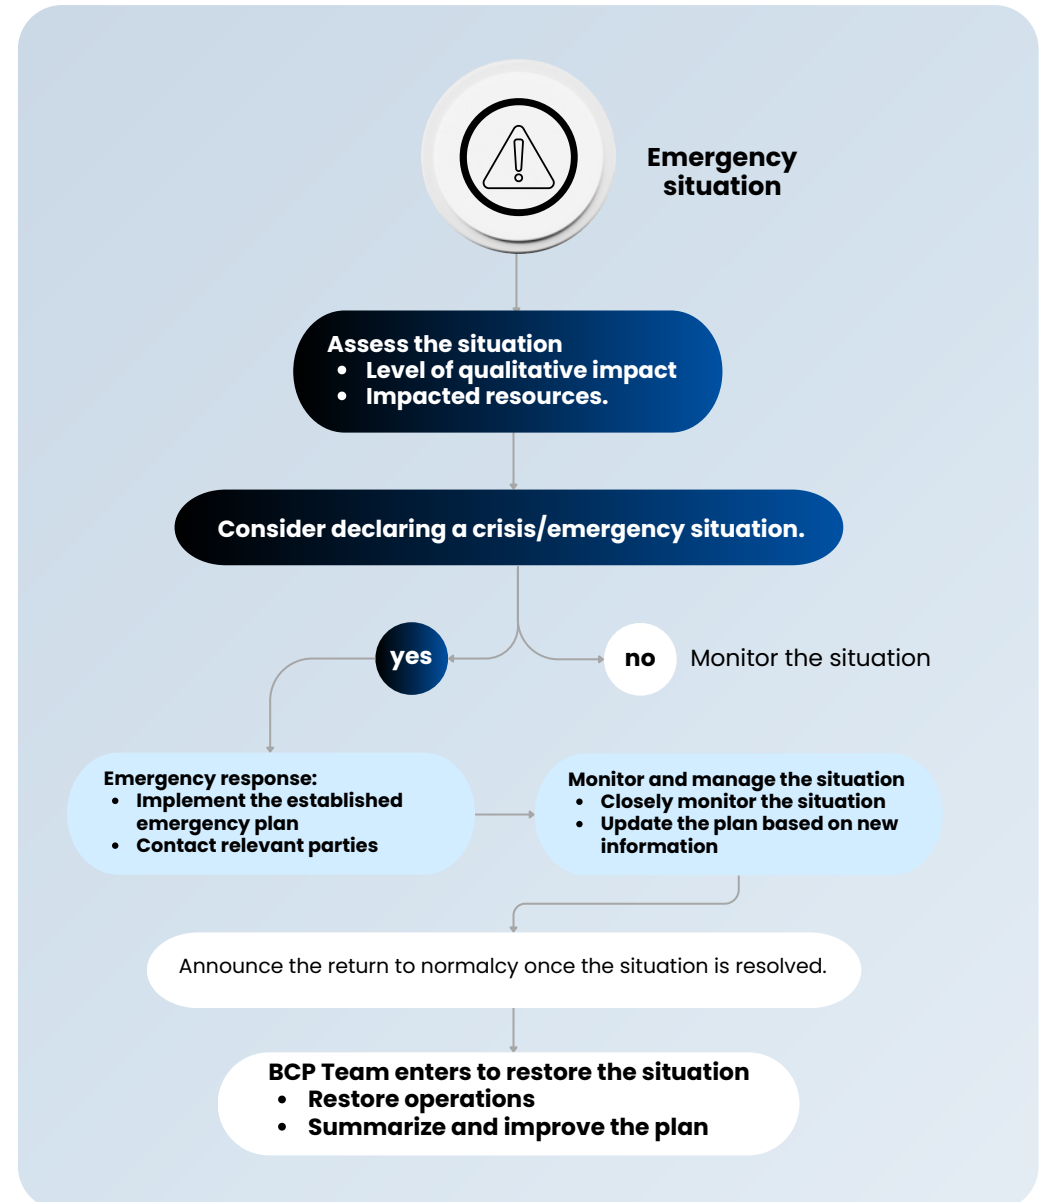 Emergency
situation
Assess the situation
• Level of qualitative impact
• Impacted resources.
Consider declaring a crisis/emergency situation.
yes
no
Monitor the situation
Emergency response:
• Implement the established
emergency plan
• Contact relevant parties
Monitor and manage the situation
• Closely monitor the situation
• Update the plan based on new
information
Announce the return to normalcy once the situation is resolved.
BCP Team enters to restore the situation
• Restore operations
• Summarize and improve the plan